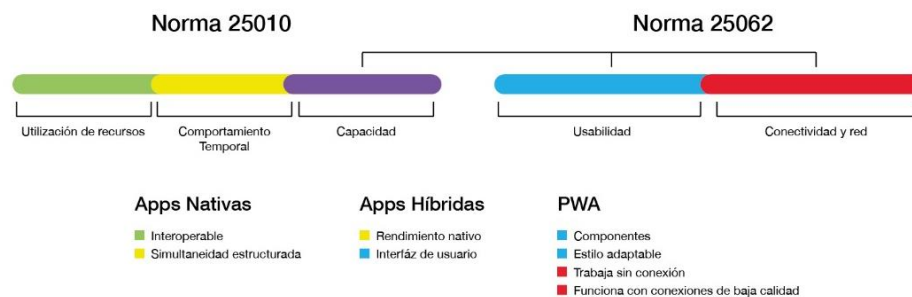 Norma 25010
Norma 25062
Utilización de recursos
Comportamiento
Temporal
Capacidad
Usabilidad
Conectividad y red
Apps Nativas
Interoperable
Simultaneidad estructurada
Apps Híbridas
Rendimiento nativo
Interfáz de usuario
PWA
Componentes
Estilo adaptable
Trabaja sin conexión
Funciona con conexiones de baja calidad